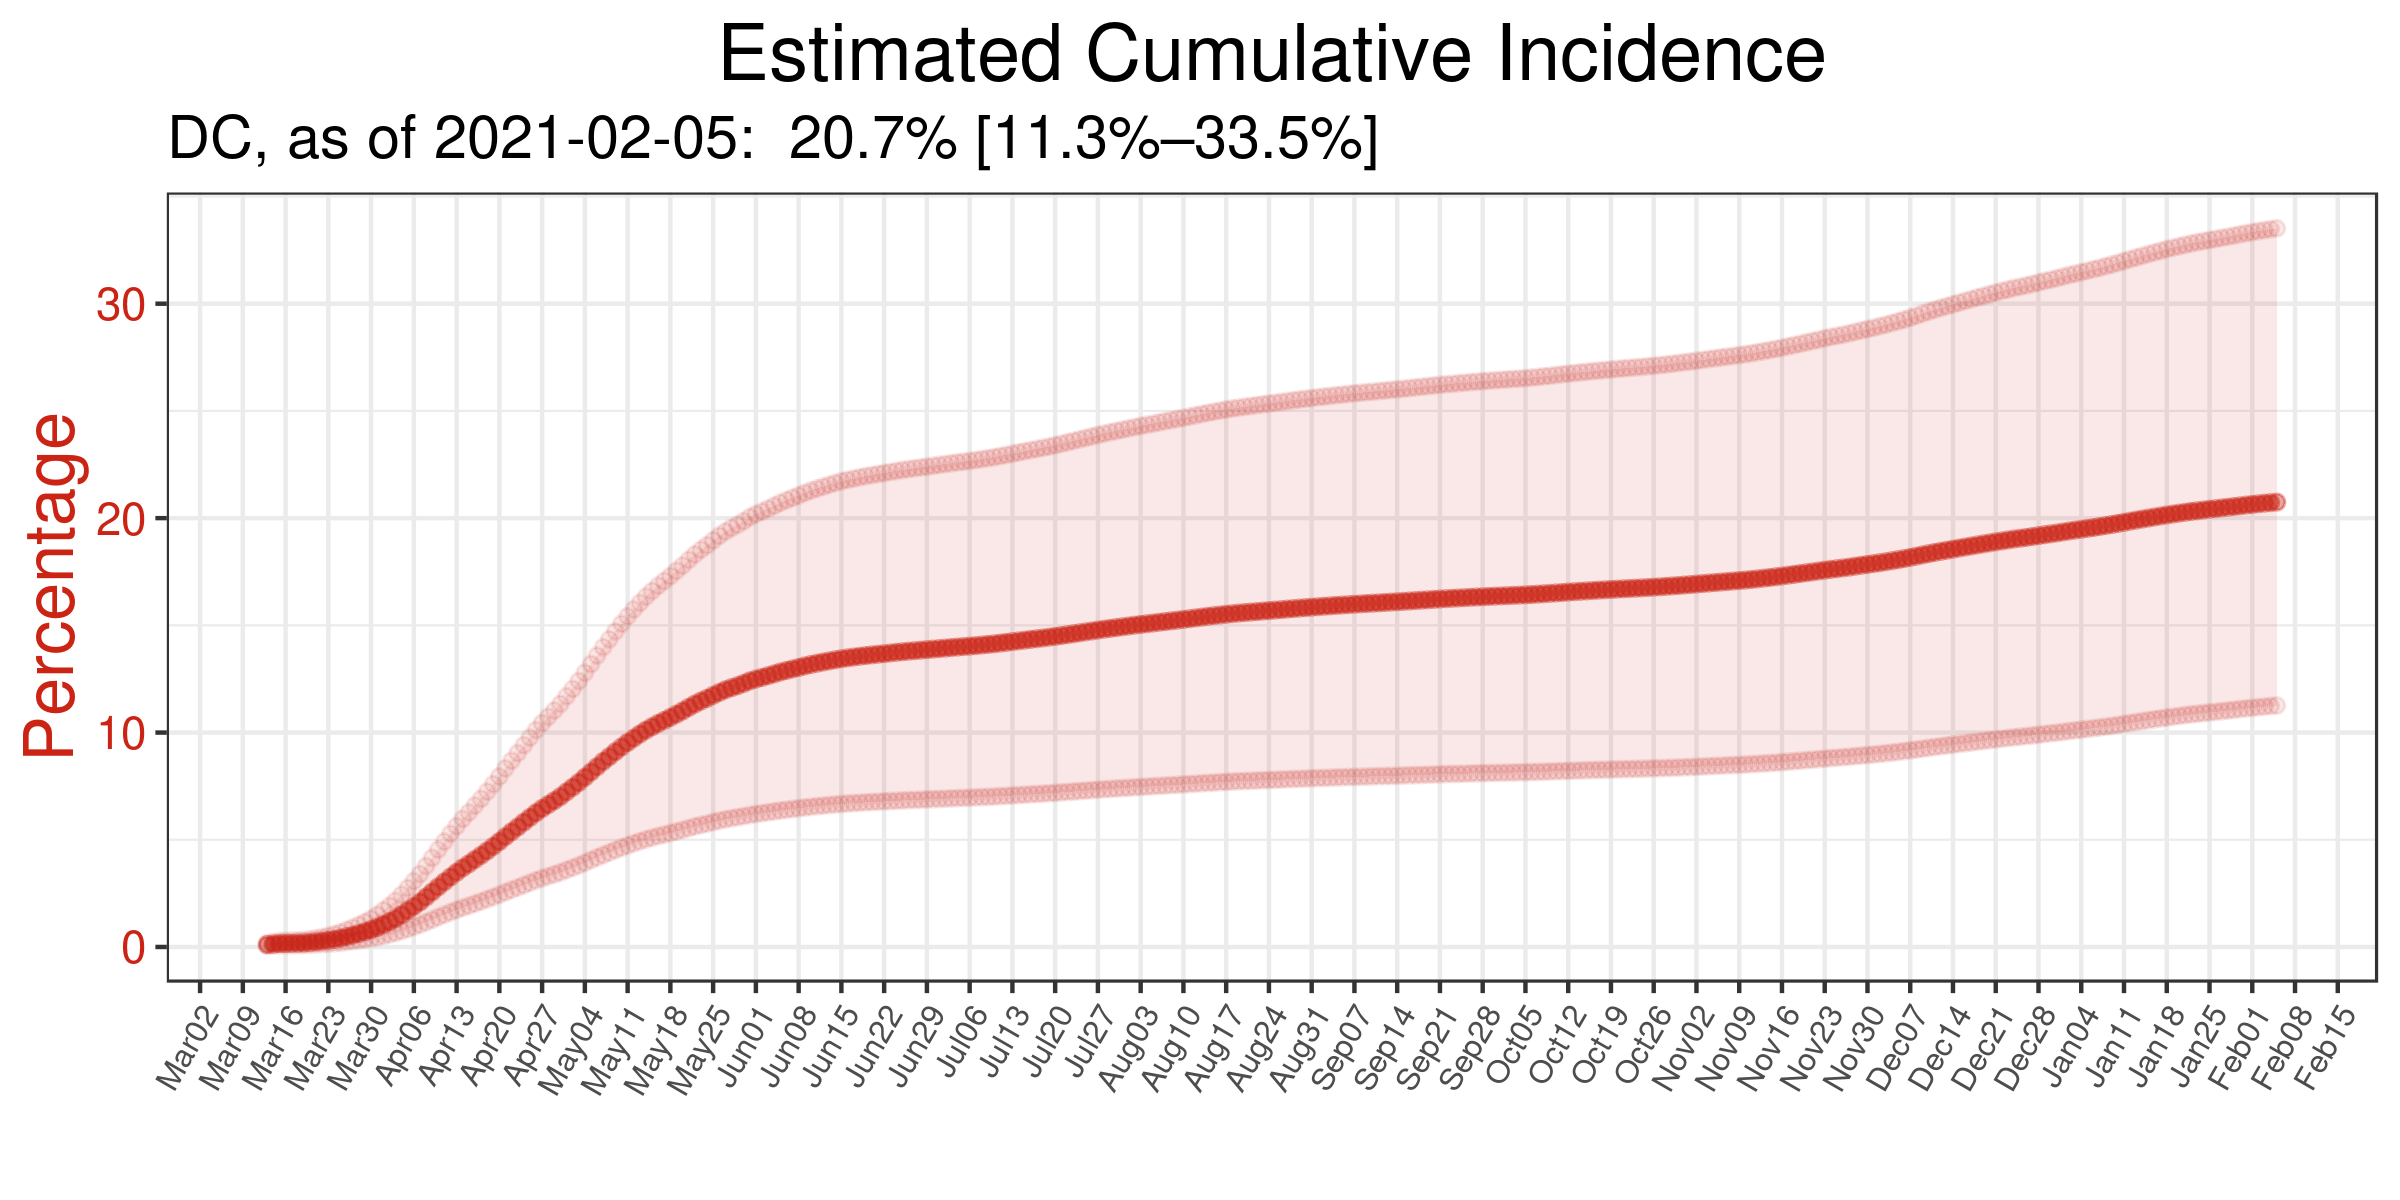 Estimated Cumulative Incidence
DC, as of 2021-02-05:  20.7% [11.3%–33.5%]
Percentage
30
20
10
0
Mar02
Mar09
Mar16
Mar23
Mar30
Apr06
Apr13
Apr20
Apr27
May04
May11
May18
May25
Jun01
Jun08
Jun15
Jun22
Jun29
Jul06
Jul13
Jul20
Jul27
Aug03
Aug10
Aug17
Aug24
Aug31
Sep07
Sep14
Sep21
Sep28
Oct05
Oct12
Oct19
Oct26
Nov02
Nov09
Nov16
Nov23
Nov30
Dec07
Dec14
Dec21
Dec28
Jan04
Jan11
Jan18
Jan25
Feb01
Feb08
Feb15